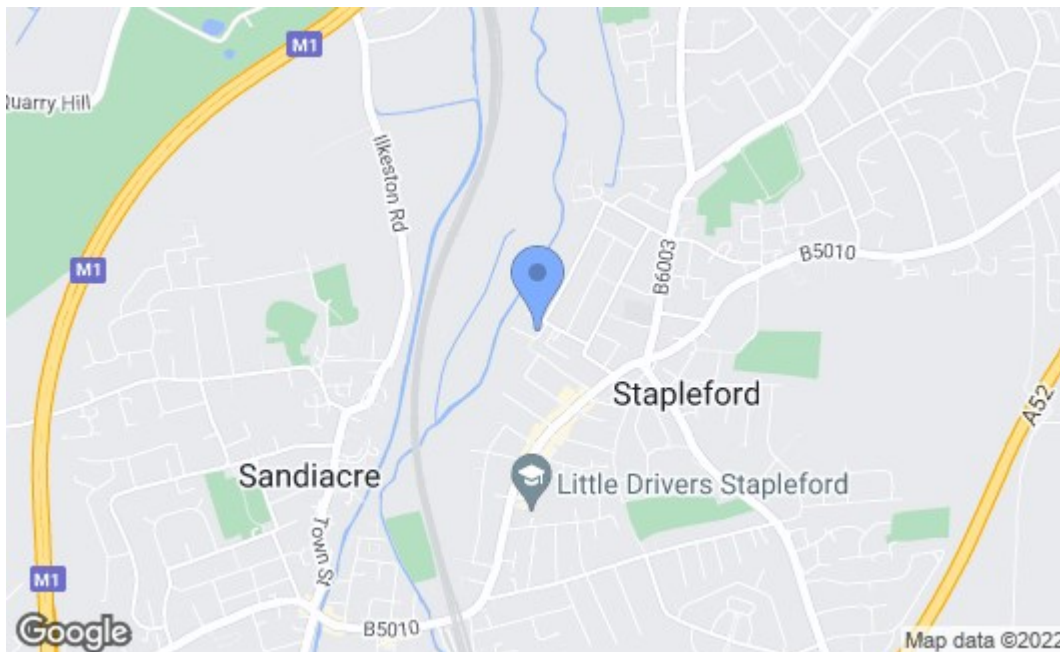 M1
Quarry Hill
Ilkeston Rd
B6003
B5010
M1
Stapleford
A52
Sandiacre
Little Drivers Stapleford
Town St
M1
B5010
Google
Map data ©2022